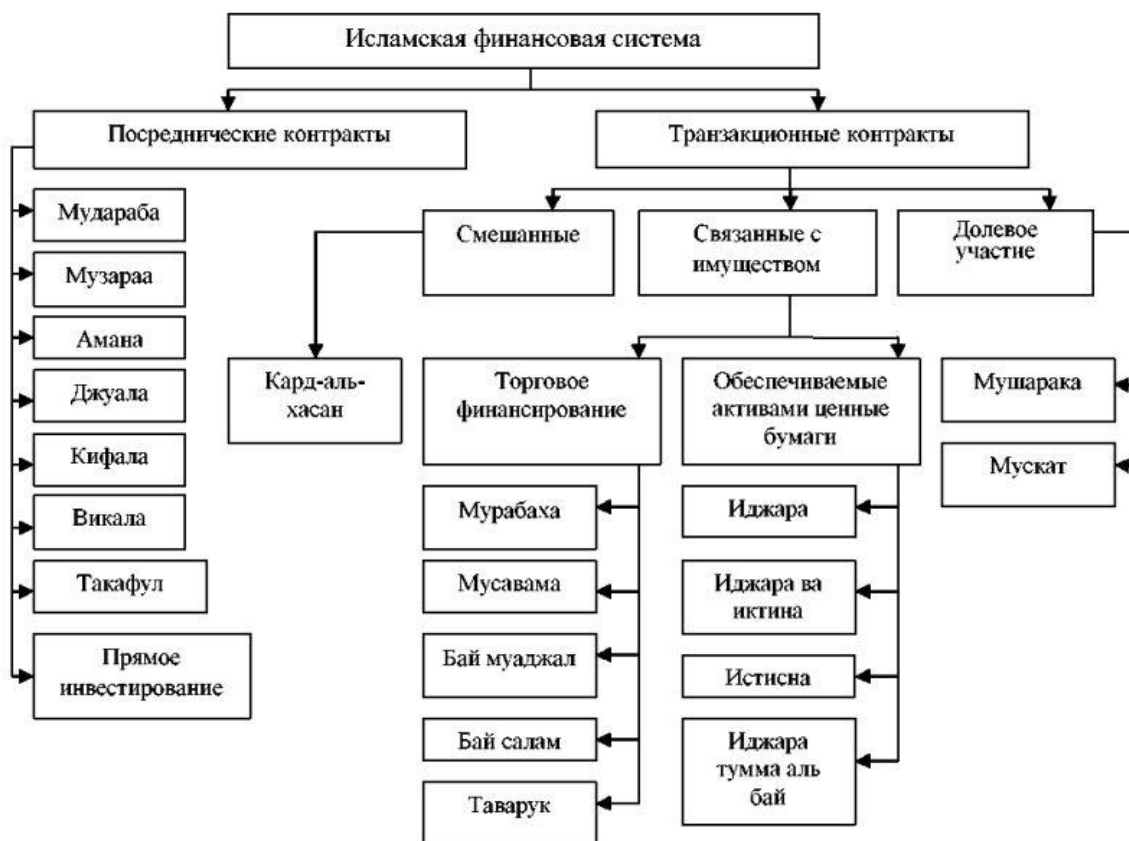 Исламская финансовая система
Посреднические контракты
Транзакционные контракты
Мудараба
Музараа
Амана
Джуала
Кифала
Викала
Такафул
Прямое
инвестирование
Смешанные
Связанные с
имуществом
Долевое
участие
Кард-аль-
хасан
Торговое
финансирование
Обеспечиваемые
активами ценные
бумаги
Мушарака
Мускат
Мурабаха
Мусавама
Бай муаджал
Бай салам
Таварук
Иджара
Иджара ва
иктина
Истисна
Иджара
тумма аль
бай